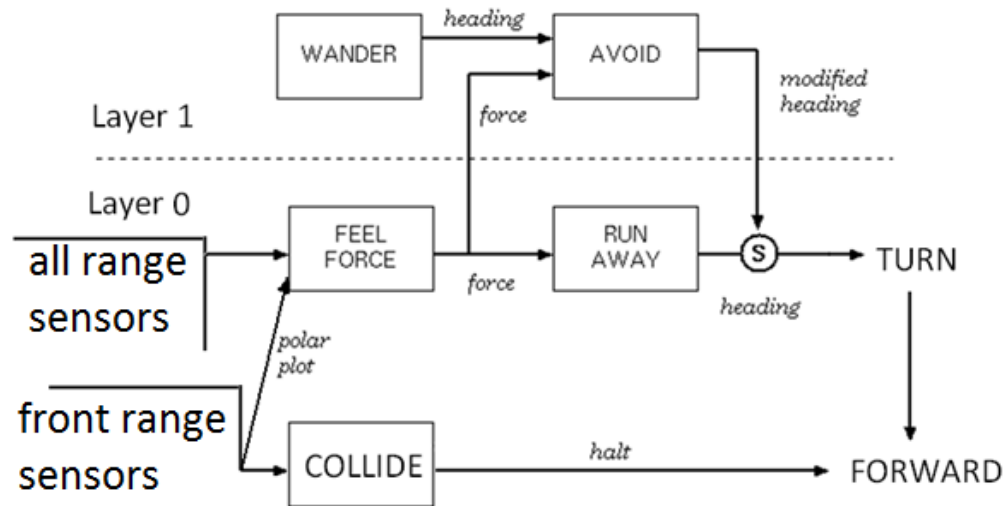 heading
WANDER
AVOID
modified
heading
force
Layer 1
Layer 0
all range
sensors
FEEL
FORCE
RUN
AWAY
S
TURN
force
heading
polar
plot
front range
sensors
COLLIDE
halt
FORWARD